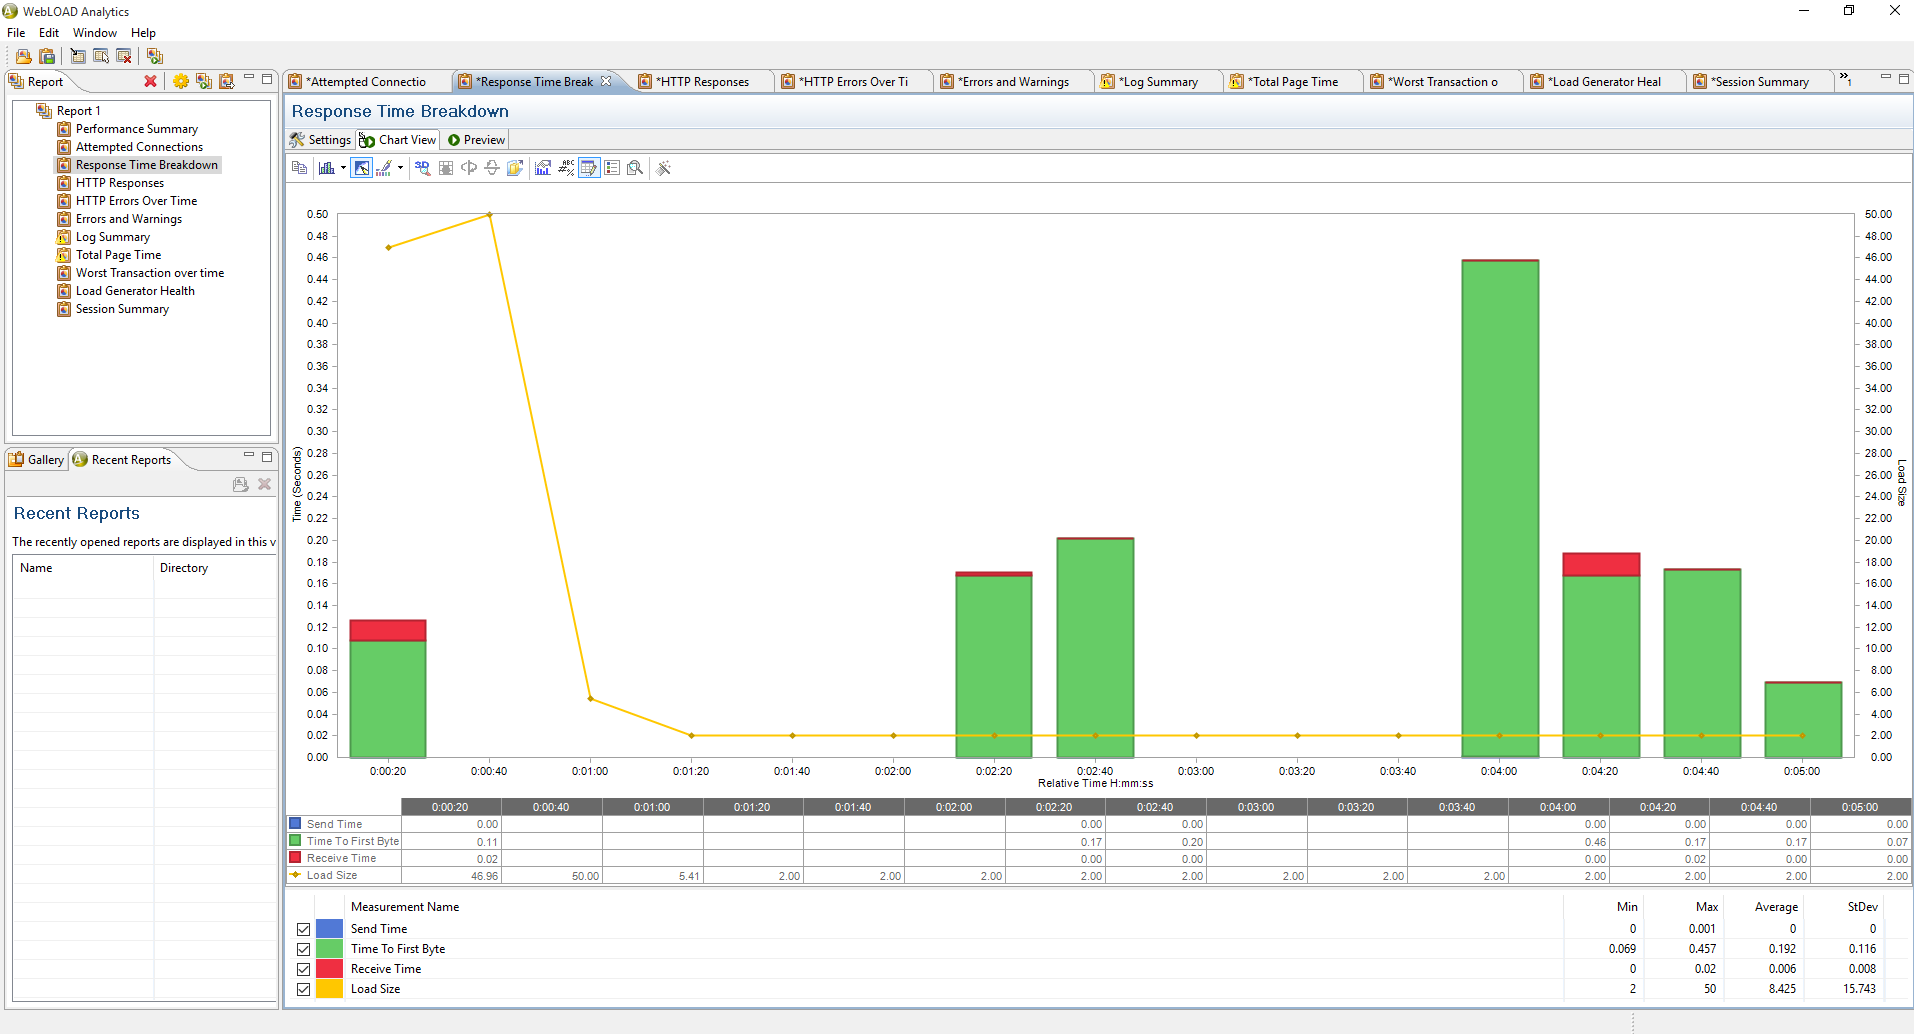 WebLOAD Analytics
File Edit Window Help
Report
Report 1
Performance Summary
Attempted Connections
Response Time Breakdown
HTTP Responses
HTTP Errors Over Time
Errors and Warnings
Log Summary
Total Page Time
Worst Transaction over time
Load Generator Health
Session Summary
Gallery Recent Reports
Recent Reports
The recently opened reports are displayed in this v
Name Directory
*Attempted Connectio *Response Time Break *HTTP Responses *HTTP Errors Over Ti *Errors and Warnings *Log Summary *Total Page Time *Worst Transaction o *Load Generator Heal *Session Summary »1
Response Time Breakdown
Settings Chart View Preview
0.50 50.00
0.48 48.00
0.46 46.00
0.44 44.00
0.42 42.00
0.40 40.00
0.38 38.00
0.36 36.00
0.34 34.00
0.32 32.00
0.30 30.00
0.28 28.00
0.26 26.00
0.24 24.00
0.22 22.00
0.20 20.00
0.18 18.00
0.16 16.00
0.14 14.00
0.12 12.00
0.10 10.00
0.08 8.00
0.06 6.00
0.04 4.00
0.02 2.00
0.00 0.00
Time (Seconds)
Load Size
0:00:20 0:00:40 0:01:00 0:01:20 0:01:40 0:02:00 0:02:20 0:02:40 0:03:00 0:03:20 0:03:40 0:04:00 0:04:20 0:04:40 0:05:00
Relative Time H:mm:ss
0:00:20 0:00:40 0:01:00 0:01:20 0:01:40 0:02:00 0:02:20 0:02:40 0:03:00 0:03:20 0:03:40 0:04:00 0:04:20 0:04:40 0:05:00
Send Time 0.00 0.00 0.00 0.00 0.00 0.00 0.00
Time To First Byte 0.11 0.17 0.20 0.46 0.17 0.17 0.07
Receive Time 0.02 0.00 0.00 0.00 0.02 0.00 0.00
Load Size 46.96 50.00 5.41 2.00 2.00 2.00 2.00 2.00 2.00 2.00 2.00 2.00 2.00 2.00 2.00
Measurement Name Min Max Average StDev
Send Time 0 0.001 0 0
Time To First Byte 0.069 0.457 0.192 0.116
Receive Time 0 0.02 0.006 0.008
Load Size 2 50 8.425 15.743